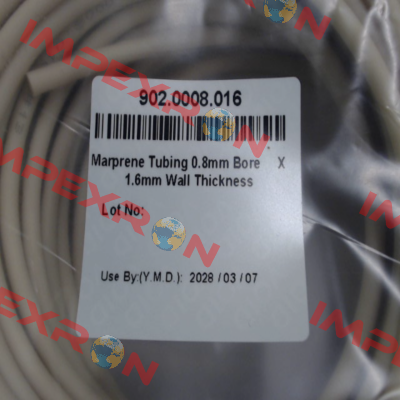 902.0008.016
Marprene Tubing 0.8mm Bore X
1.6mm Wall Thickness
Lot No:
Use By:(Y.M.D.): 2028 / 03 / 07
IMPEXRON
IMPEXRON
IMPEXRON
IMPEXRON